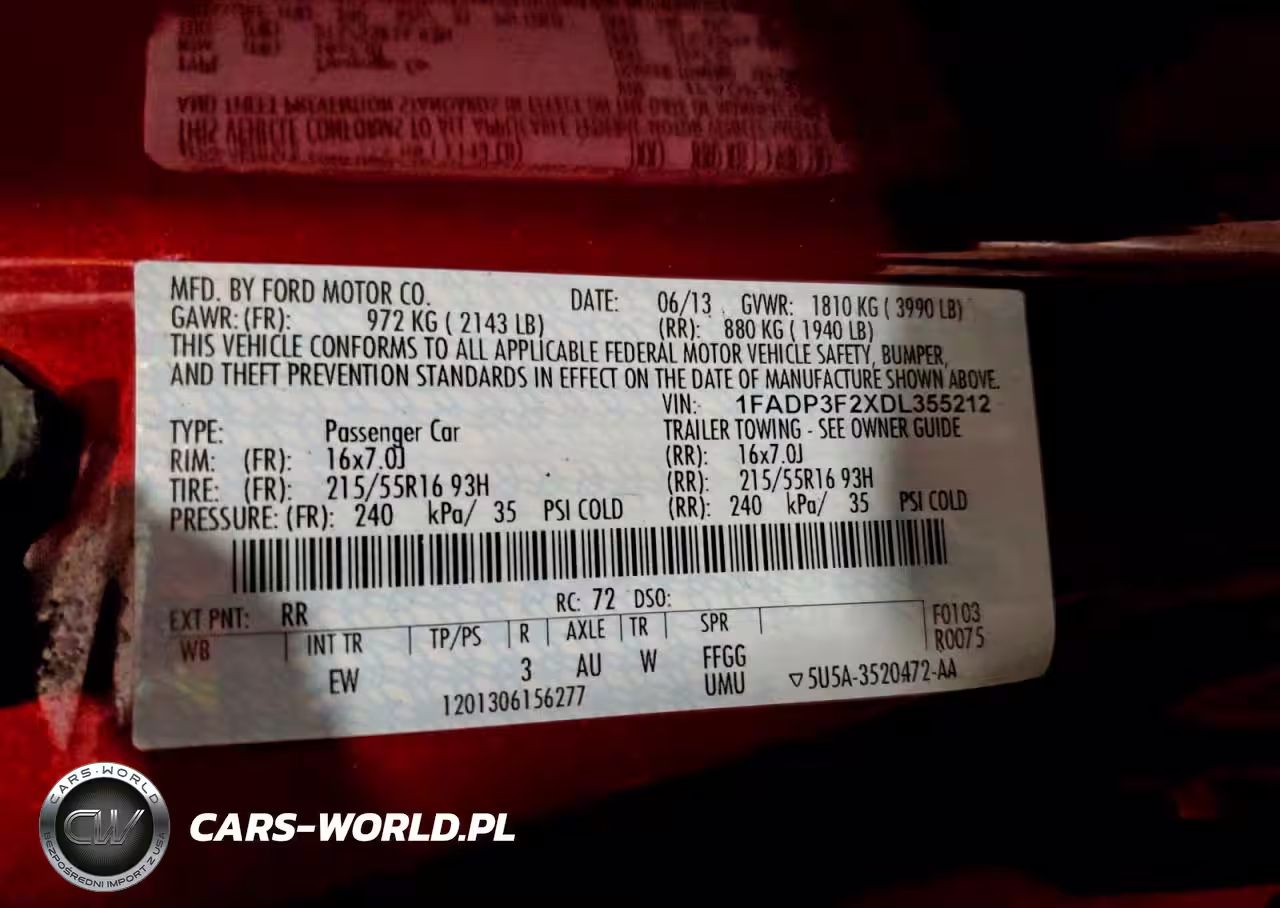 MFD. BY FORD MOTOR CO. DATE: 06/13 GVWR: 1810 KG ( 3990 LB)
GAWR: (FR): 972 KG ( 2143 LB) (RR): 880 KG ( 1940 LB)
THIS VEHICLE CONFORMS TO ALL APPLICABLE FEDERAL MOTOR VEHICLE SAFETY, BUMPER,
AND THEFT PREVENTION STANDARDS IN EFFECT ON THE DATE OF MANUFACTURE SHOWN ABOVE.
VIN: 1FADP3F2XDL355212
TYPE: Passenger Car TRAILER TOWING - SEE OWNER GUIDE
RIM: (FR): 16x7.0J (RR): 16x7.0J
TIRE: (FR): 215/55R16 93H (RR): 215/55R16 93H
PRESSURE: (FR): 240 kPa/ 35 PSI COLD (RR): 240 kPa/ 35 PSI COLD
EXT PNT: RR RC: 72 DSO:
WB INT TR TP/PS R AXLE TR SPR F0103
R0075
EW 3 AU W FFGG
UMU
1201306156277 ▽ 5U5A-3520472-AA
CARS-WORLD
CW
BEZPOŚREDNI IMPORT Z USA
CARS-WORLD.PL